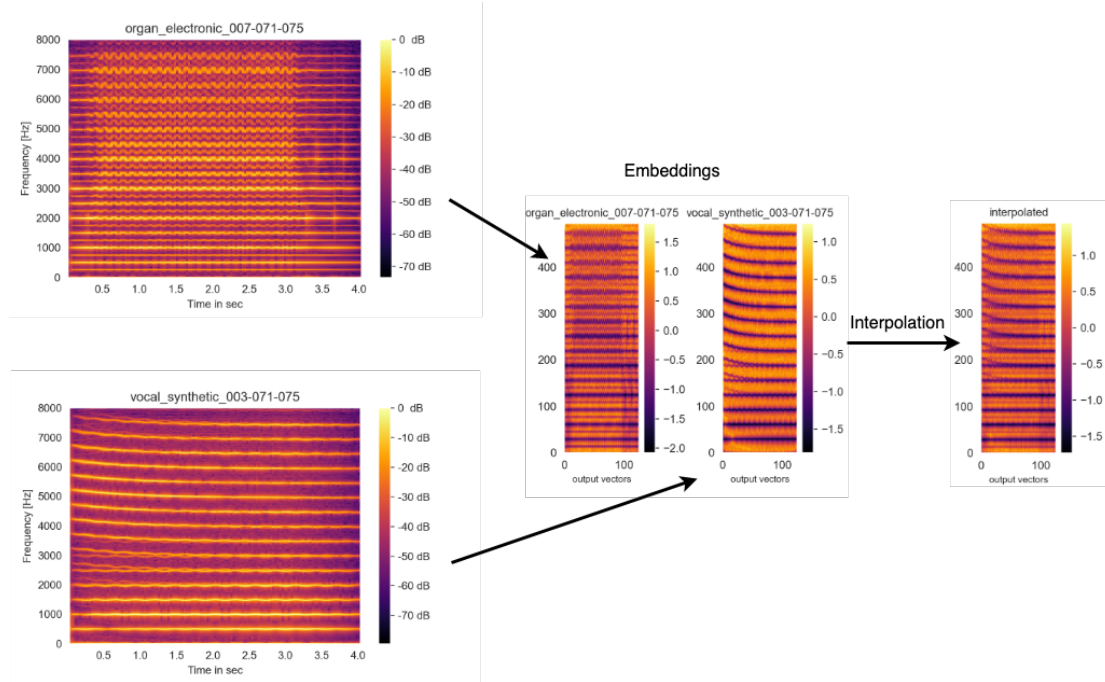 organ_electronic_007-071-075
8000
7000
6000
5000
4000
3000
2000
1000
0
Frequency [Hz]
0.5 1.0 1.5 2.0 2.5 3.0 3.5 4.0
Time in sec
0 dB
-10 dB
-20 dB
-30 dB
-40 dB
-50 dB
-60 dB
-70 dB
vocal_synthetic_003-071-075
8000
7000
6000
5000
4000
3000
2000
1000
0
Frequency [Hz]
0.5 1.0 1.5 2.0 2.5 3.0 3.5 4.0
Time in sec
0 dB
-10 dB
-20 dB
-30 dB
-40 dB
-50 dB
-60 dB
-70 dB
Embeddings
organ_electronic_007-071-075
400
300
200
100
0
0 100
output vectors
1.5
1.0
0.5
0.0
-0.5
-1.0
-1.5
-2.0
vocal_synthetic_003-071-075
400
300
200
100
0
0 100
output vectors
1.0
0.5
0.0
-0.5
-1.0
-1.5
Interpolation
interpolated
400
300
200
100
0
0 100
output vectors
1.0
0.5
0.0
-0.5
-1.0
-1.5